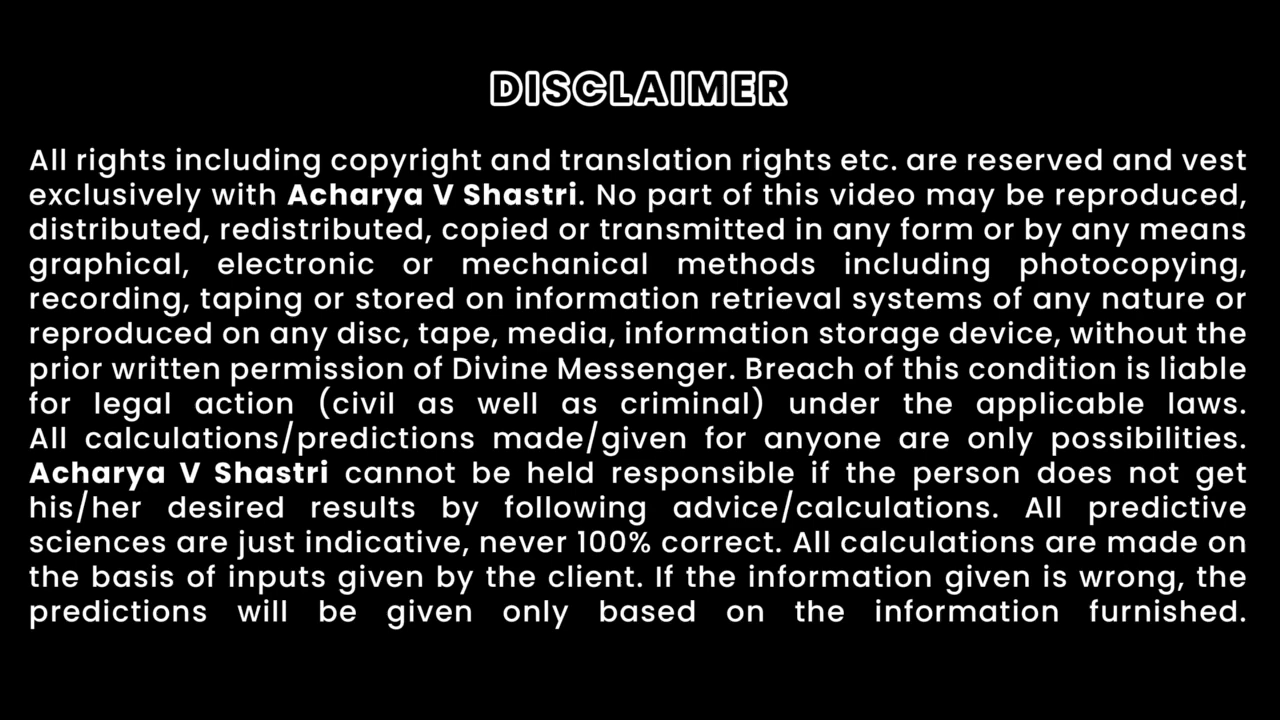 DISCLAIMER
All rights including copyright and translation rights etc. are reserved and vest
exclusively with Acharya V Shastri. No part of this video may be reproduced,
distributed, redistributed, copied or transmitted in any form or by any means
graphical, electronic or mechanical methods including photocopying,
recording, taping or stored on information retrieval systems of any nature or
reproduced on any disc, tape, media, information storage device, without the
prior written permission of Divine Messenger. Breach of this condition is liable
for legal action (civil as well as criminal) under the applicable laws.
All calculations/predictions made/given for anyone are only possibilities.
Acharya V Shastri cannot be held responsible if the person does not get
his/her desired results by following advice/calculations. All predictive
sciences are just indicative, never 100% correct. All calculations are made on
the basis of inputs given by the client. If the information given is wrong, the
predictions will be given only based on the information furnished.